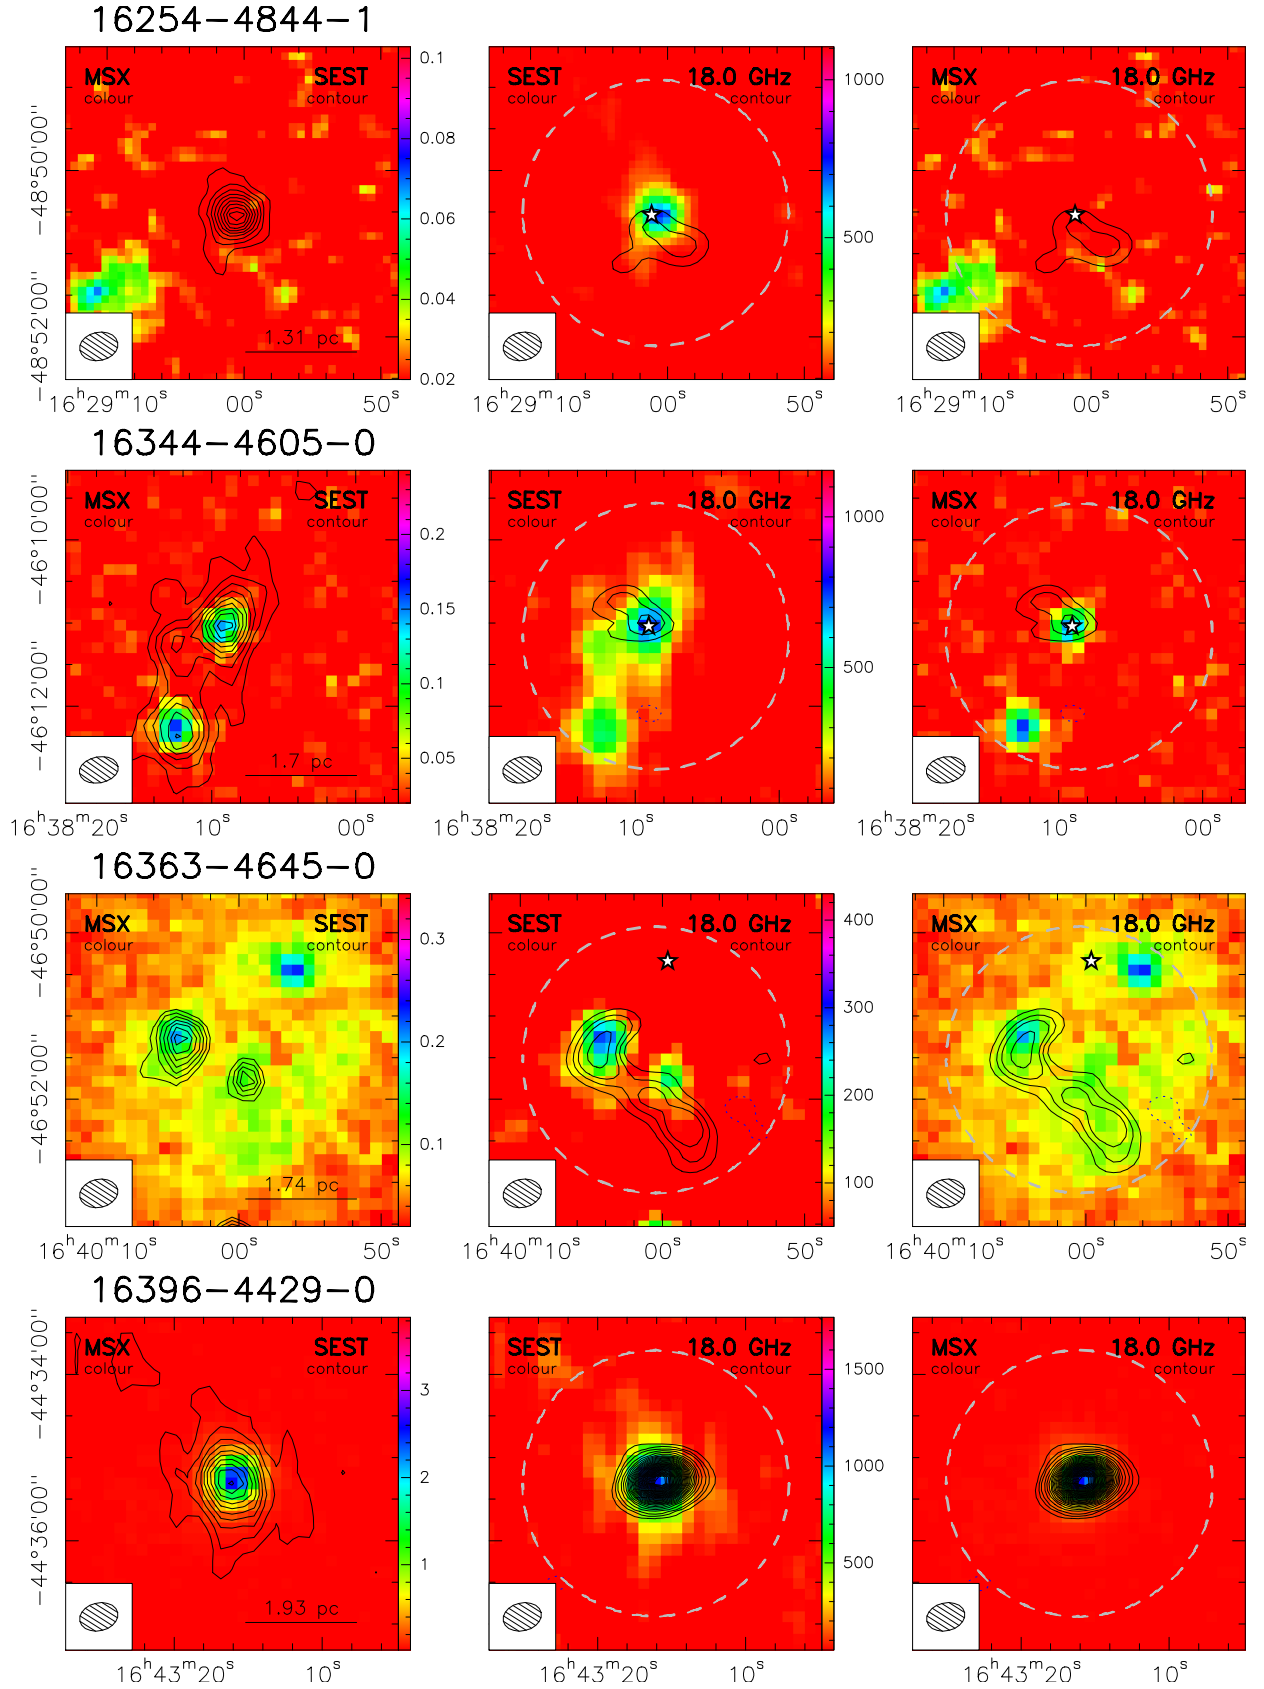 16254−4844−1
MSX SEST
colour contour
0.1
0.08
0.06
0.04
0.02
−48°50'00''
−48°52'00''
1.31 pc
16ʰ29ᵐ10ˢ 00ˢ 50ˢ
SEST 18.0 GHz
colour contour
1000
500
16ʰ29ᵐ10ˢ 00ˢ
MSX 18.0 GHz
colour contour
16ʰ29ᵐ10ˢ 00ˢ 50ˢ
16344−4605−0
MSX SEST
colour contour
0.2
0.15
0.1
0.05
−46°10'00''
−46°12'00''
1.7 pc
16ʰ38ᵐ20ˢ 10ˢ 00ˢ
SEST 18.0 GHz
colour contour
1000
500
16ʰ38ᵐ20ˢ 10ˢ 00ˢ
MSX 18.0 GHz
colour contour
16ʰ38ᵐ20ˢ 10ˢ 00ˢ
16363−4645−0
MSX SEST
colour contour
0.3
0.2
0.1
−46°50'00''
−46°52'00''
1.74 pc
16ʰ40ᵐ10ˢ 00ˢ 50ˢ
SEST 18.0 GHz
colour contour
400
300
200
100
16ʰ40ᵐ10ˢ 00ˢ 50ˢ
MSX 18.0 GHz
colour contour
16ʰ40ᵐ10ˢ 00ˢ 50ˢ
16396−4429−0
MSX SEST
colour contour
3
2
1
−44°34'00''
−44°36'00''
1.93 pc
16ʰ43ᵐ20ˢ 10ˢ
SEST 18.0 GHz
colour contour
1500
1000
500
16ʰ43ᵐ20ˢ 10ˢ
MSX 18.0 GHz
colour contour
16ʰ43ᵐ20ˢ 10ˢ